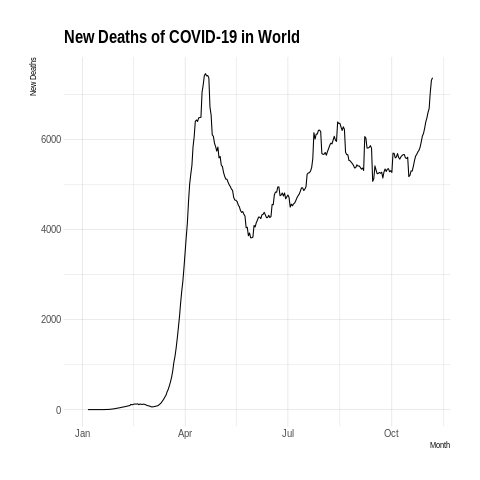 New Deaths of COVID-19 in World
New Deaths
6000
4000
2000
0
Jan
Apr
Jul
Oct
Month